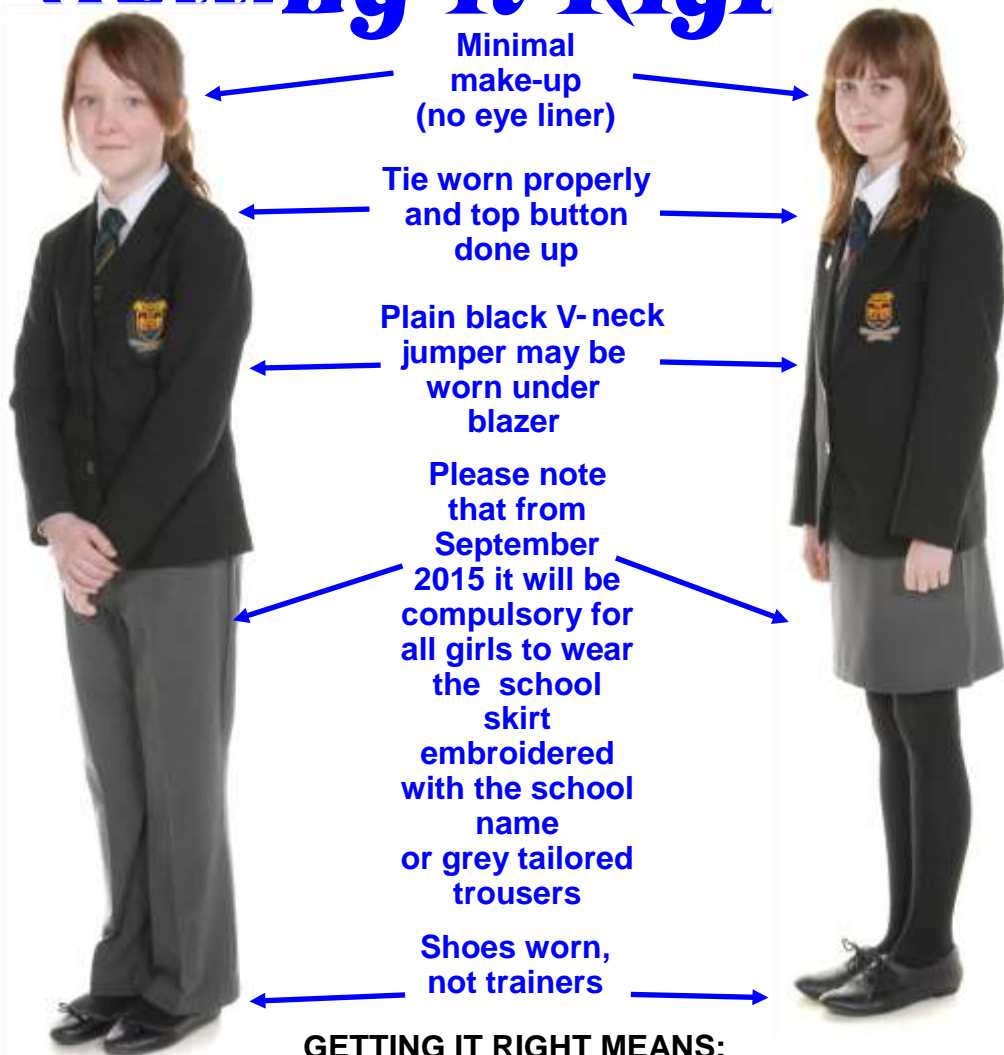 ng it Righ
Minimal
make-up
(no eye liner)
Tie worn properly
and top button
done up
Plain black V-neck
jumper may be
worn under
blazer
Please note
that from
September
2015 it will be
compulsory for
all girls to wear
the school
skirt
embroidered
with the school
name
or grey tailored
trousers
Shoes worn,
not trainers
GETTING IT RIGHT MEANS: